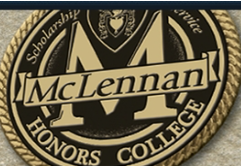 Scholarship
Service
M
McLennan
HONORS COLLEGE